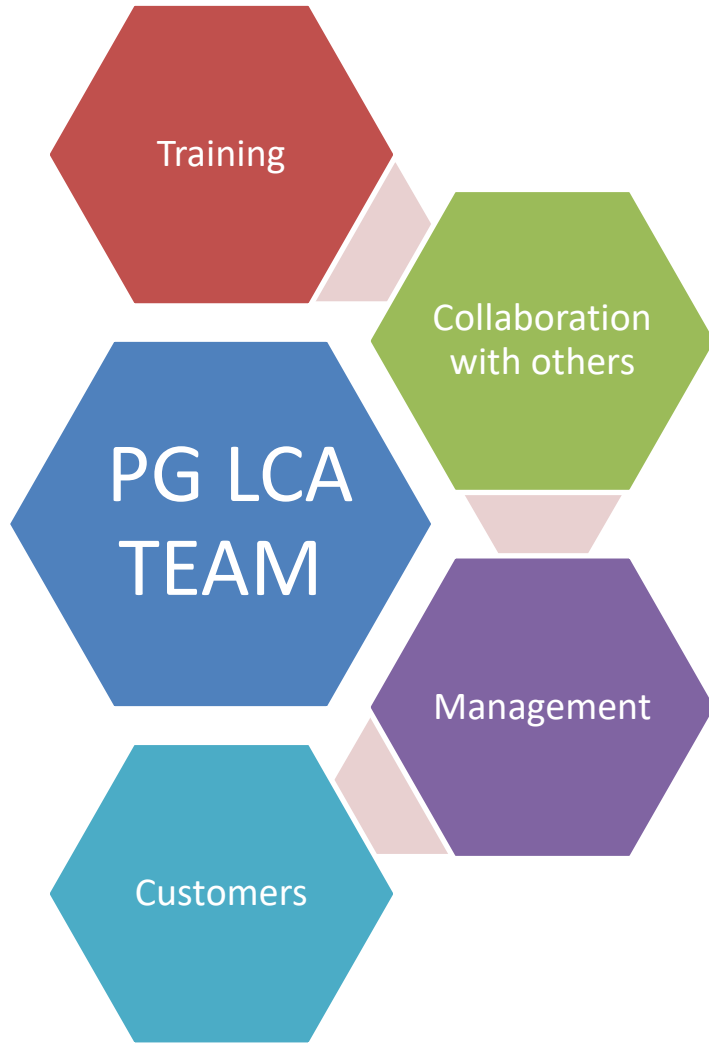 Training
Collaboration
with others
PG LCA
TEAM
Management
Customers